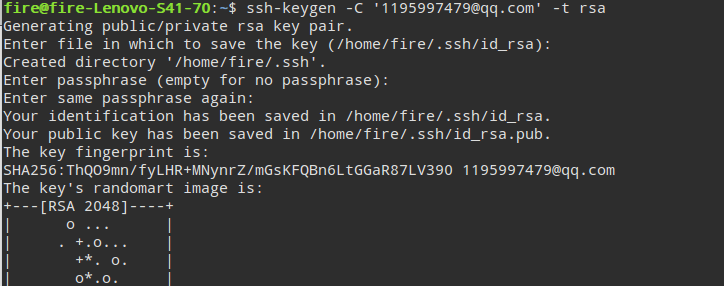 fire@fire-Lenovo-S41-70:~$ ssh-keygen -C '1195997479@qq.com' -t rsa
Generating public/private rsa key pair.
Enter file in which to save the key (/home/fire/.ssh/id_rsa):
Created directory '/home/fire/.ssh'.
Enter passphrase (empty for no passphrase):
Enter same passphrase again:
Your identification has been saved in /home/fire/.ssh/id_rsa.
Your public key has been saved in /home/fire/.ssh/id_rsa.pub.
The key fingerprint is:
SHA256:ThQO9mn/fyLHR+MNynrZ/mGsKFQBn6LtGGaR87LV390 1195997479@qq.com
The key's randomart image is:
+---[RSA 2048]----+
|      o ...      |
|     . +.o...    |
|       +*. o.    |
|       o*.o.     |